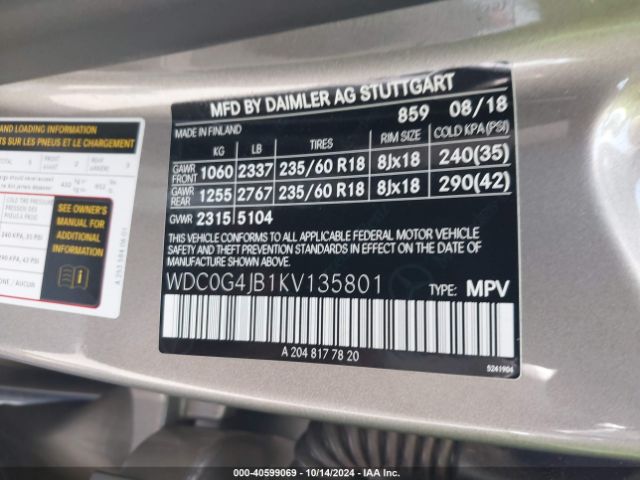 MFD BY DAIMLER AG STUTTGART
859 08/18
MADE IN FINLAND
KG LB TIRES RIM SIZE COLD KPA(PSI)
GAWR FRONT 1060 2337 235/60 R18 8Jx18 240(35)
GAWR REAR 1255 2767 235/60 R18 8Jx18 290(42)
GVWR 2315 5104
THIS VEHICLE CONFORMS TO ALL APPLICABLE FEDERAL MOTOR VEHICLE
SAFETY AND THEFT PREVENTION STANDARDS IN EFFECT ON THE DATE OF
MANUFACTURE SHOWN ABOVE.
WDC0G4JB1KV135801 TYPE: MPV
A 204 817 78 20
5241904
AND LOADING INFORMATION
TS SUR LES PNEUS ET LE CHARGEMENT
SEE OWNER'S
MANUAL FOR
ADDITIONAL
INFORMATION
000-40599069 - 10/14/2024 - IAA Inc.